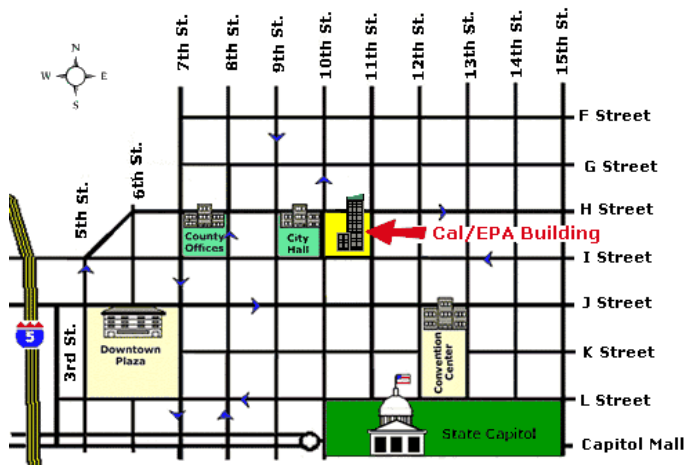 7th St.
8th St.
9th St.
10th St.
11th St.
12th St.
13th St.
14th St.
15th St.
N
W E
S
F Street
6th St.
G Street
5th St.
H Street
County
Offices
City
Hall
Cal/EPA Building
I Street
J Street
5
3rd St.
Downtown
Plaza
Convention
Center
K Street
L Street
State Capitol
Capitol Mall